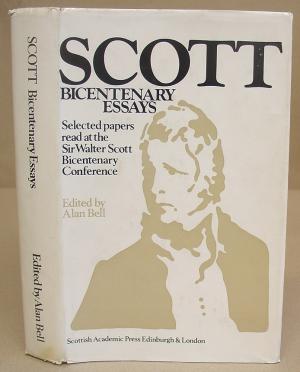 SCOTT Bicentenary Essays Edited by Alan Bell
SCOTT
BICENTENARY
ESSAYS
Selected papers
read at the
Sir Walter Scott
Bicentenary
Conference
Edited by
Alan Bell
Scottish Academic Press Edinburgh & London